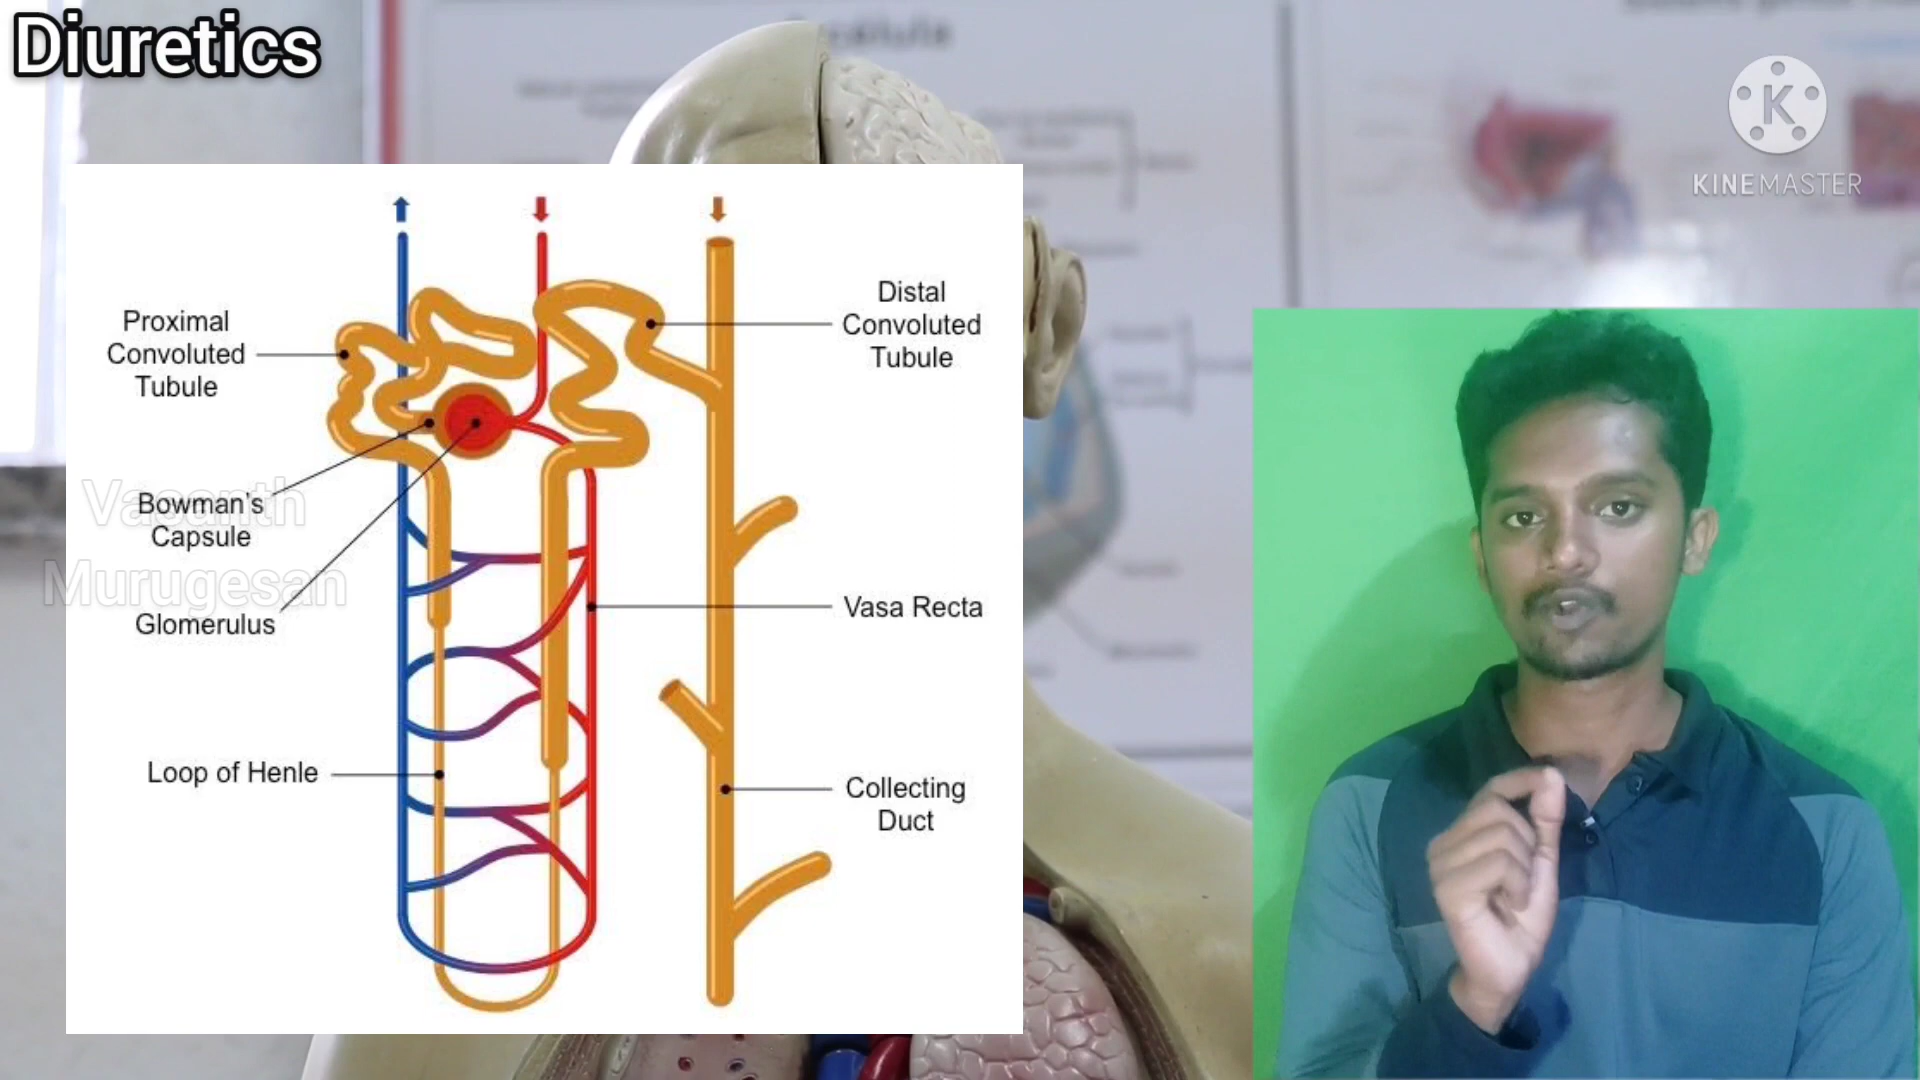 Diuretics
K
KINEMASTER
Proximal
Convoluted
Tubule
Distal
Convoluted
Tubule
Bowman's
Capsule
Vasanth
Murugesan
Glomerulus
Vasa Recta
Loop of Henle
Collecting
Duct